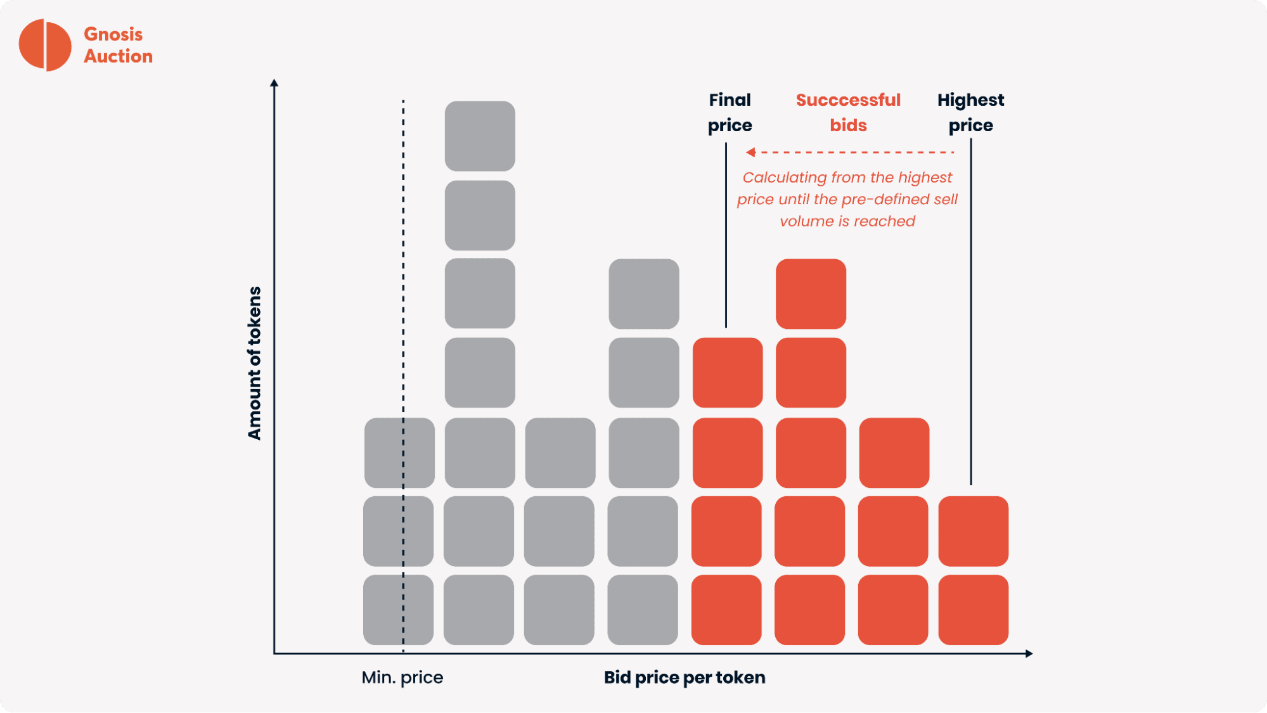 Gnosis
Auction
Final
price
Succcessful
bids
Highest
price
Calculating from the highest
price until the pre-defined sell
volume is reached
Amount of tokens
Min. price
Bid price per token